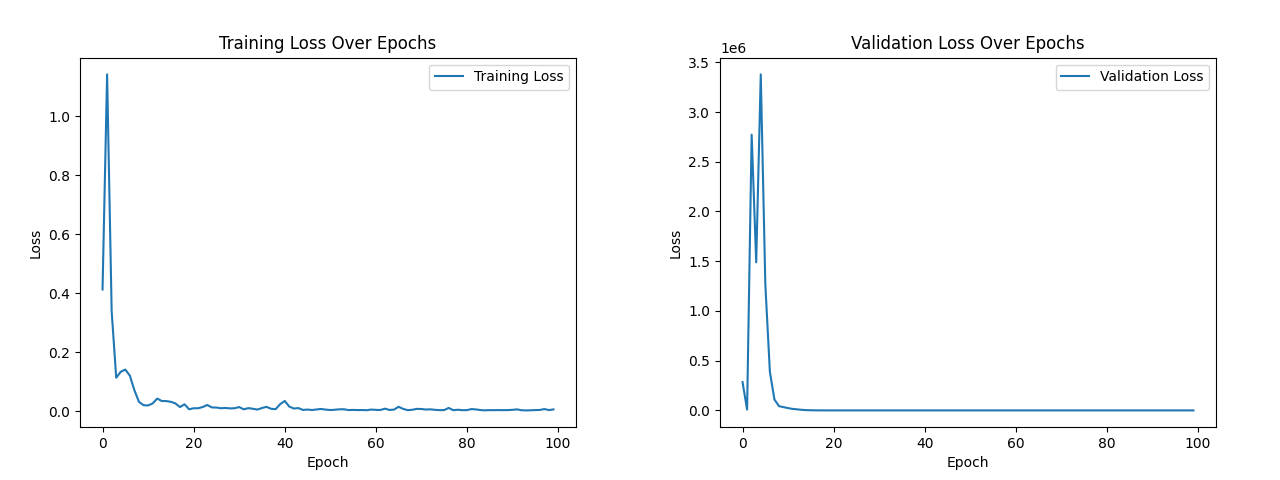 Training Loss Over Epochs
Training Loss
1.0
0.8
0.6
0.4
0.2
0.0
Loss
0 20 40 60 80 100
Epoch
Validation Loss Over Epochs
1e6
Validation Loss
3.5
3.0
2.5
2.0
1.5
1.0
0.5
0.0
Loss
0 20 40 60 80 100
Epoch